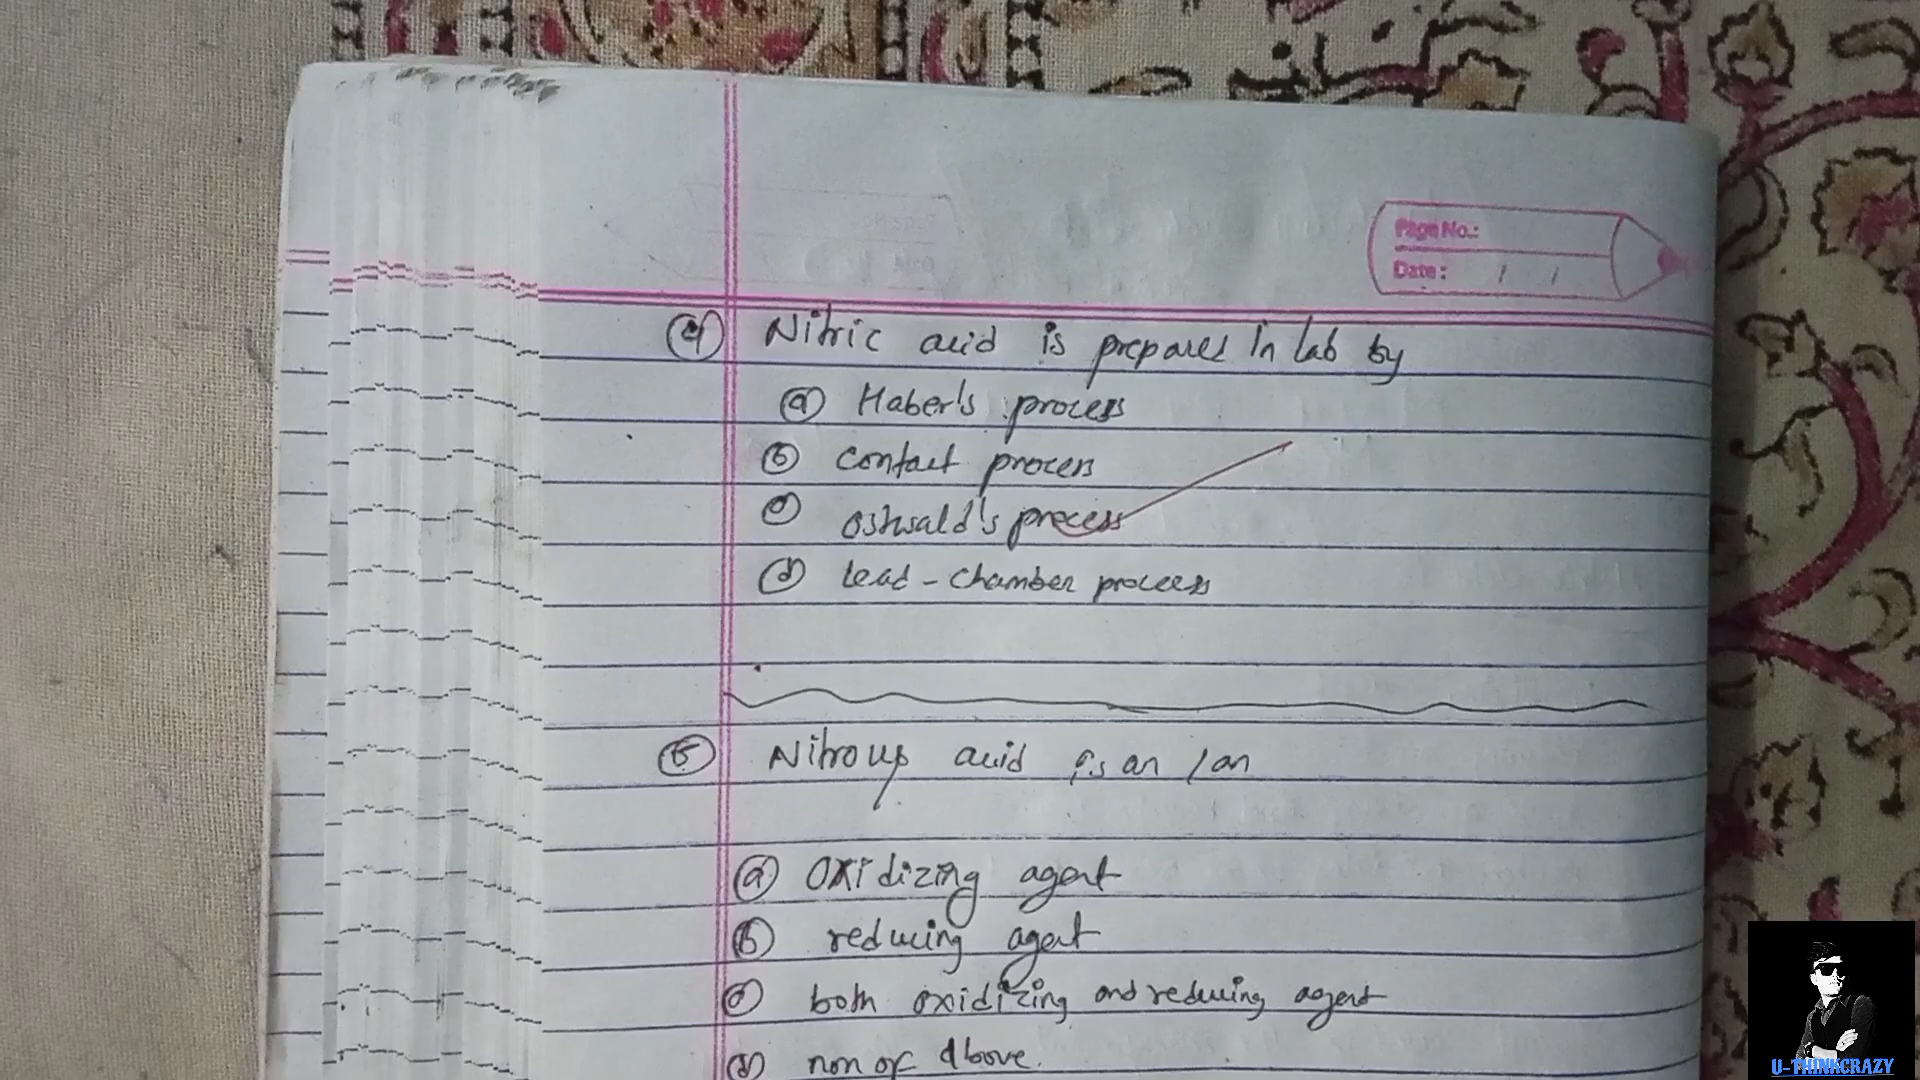 Page No.:
Date: / /
(4) Nitric acid is prepared in lab by
(a) Haber's process
(b) contact process
(c) ostwald's process
(d) lead-chamber process
(5) Nitrous acid is an / an
(a) oxidizing agent
(b) reducing agent
(c) both oxidizing and reducing agent
(d) non of above.
U-THINKCRAZY